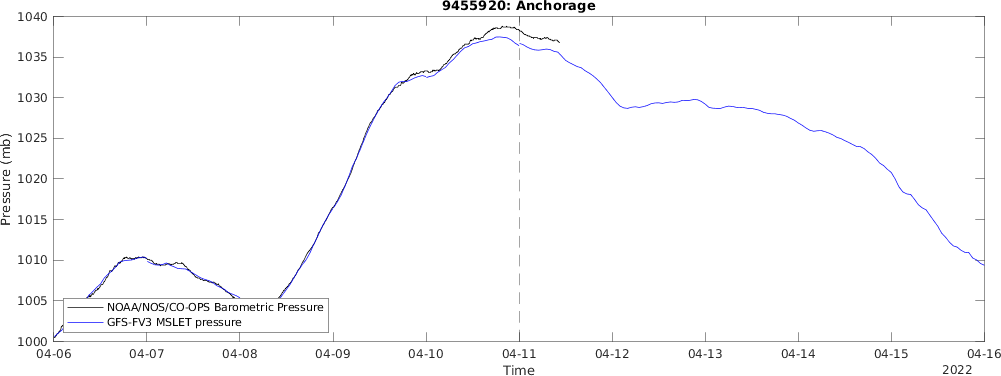 9455920: Anchorage
1040
1035
1030
1025
1020
1015
1010
1005
1000
Pressure (mb)
NOAA/NOS/CO-OPS Barometric Pressure
GFS-FV3 MSLET pressure
04-06 04-07 04-08 04-09 04-10 04-11 04-12 04-13 04-14 04-15 04-16
Time
2022